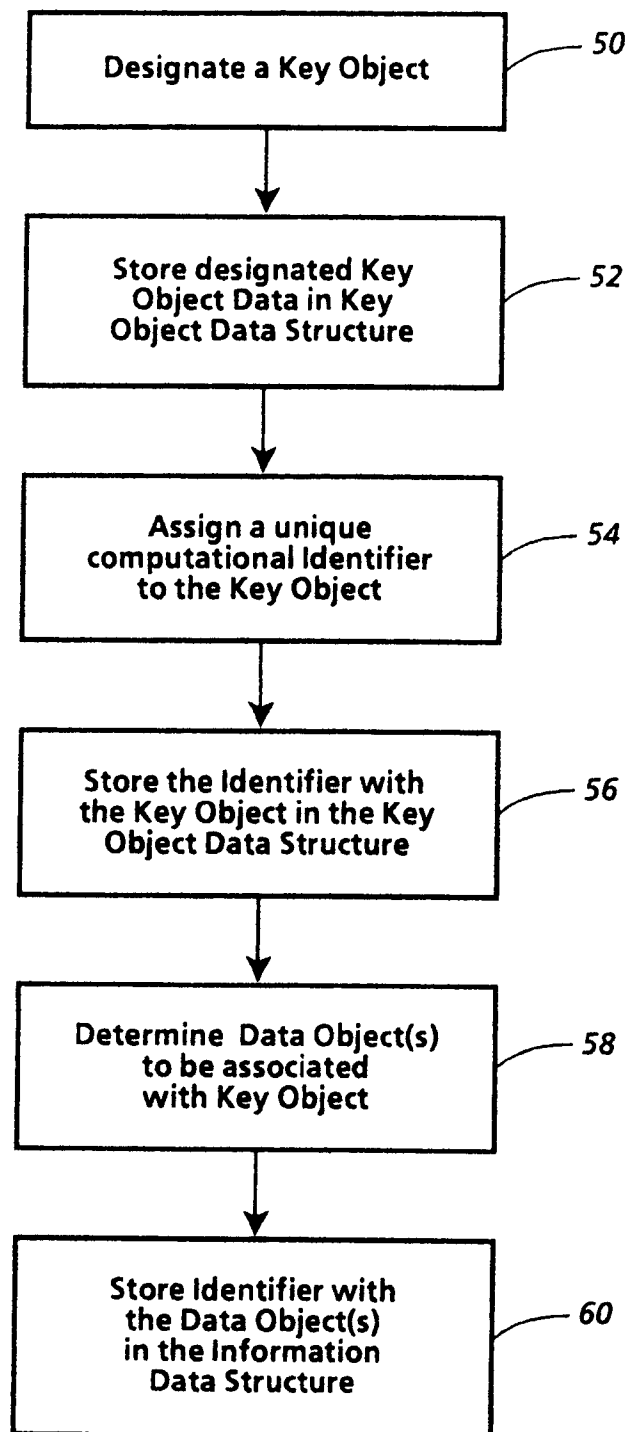 Designate a Key Object
50
Store designated Key
Object Data in Key
Object Data Structure
52
Assign a unique
computational Identifier
to the Key Object
54
Store the Identifier with
the Key Object in the Key
Object Data Structure
56
Determine Data Object(s)
to be associated
with Key Object
58
Store Identifier with
the Data Object(s)
in the Information
Data Structure
60